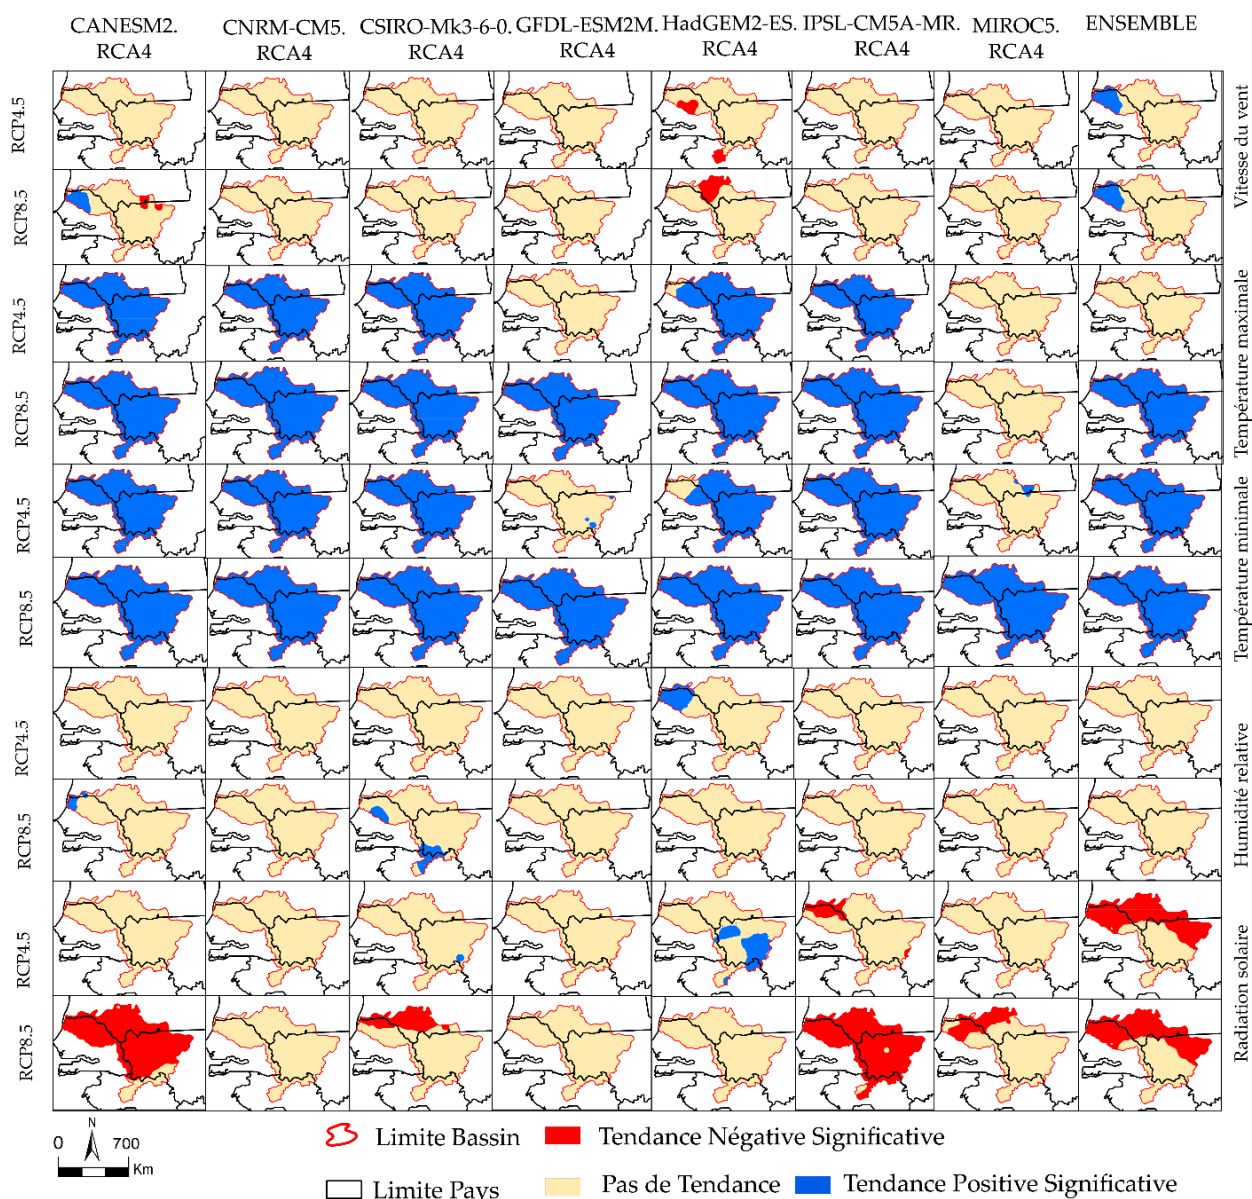 CANESM2.
RCA4
CNRM-CM5.
RCA4
CSIRO-Mk3-6-0.
RCA4
GFDL-ESM2M.
RCA4
HadGEM2-ES.
RCA4
IPSL-CM5A-MR.
RCA4
MIROC5.
RCA4
ENSEMBLE
RCP4.5
RCP8.5
Vitesse du vent
RCP4.5
RCP8.5
Température maximale
RCP4.5
RCP8.5
Température minimale
RCP4.5
RCP8.5
Humidité relative
RCP4.5
RCP8.5
Radiation solaire
N
0 700
Km
Limite Bassin
Tendance Négative Significative
Limite Pays
Pas de Tendance
Tendance Positive Significative